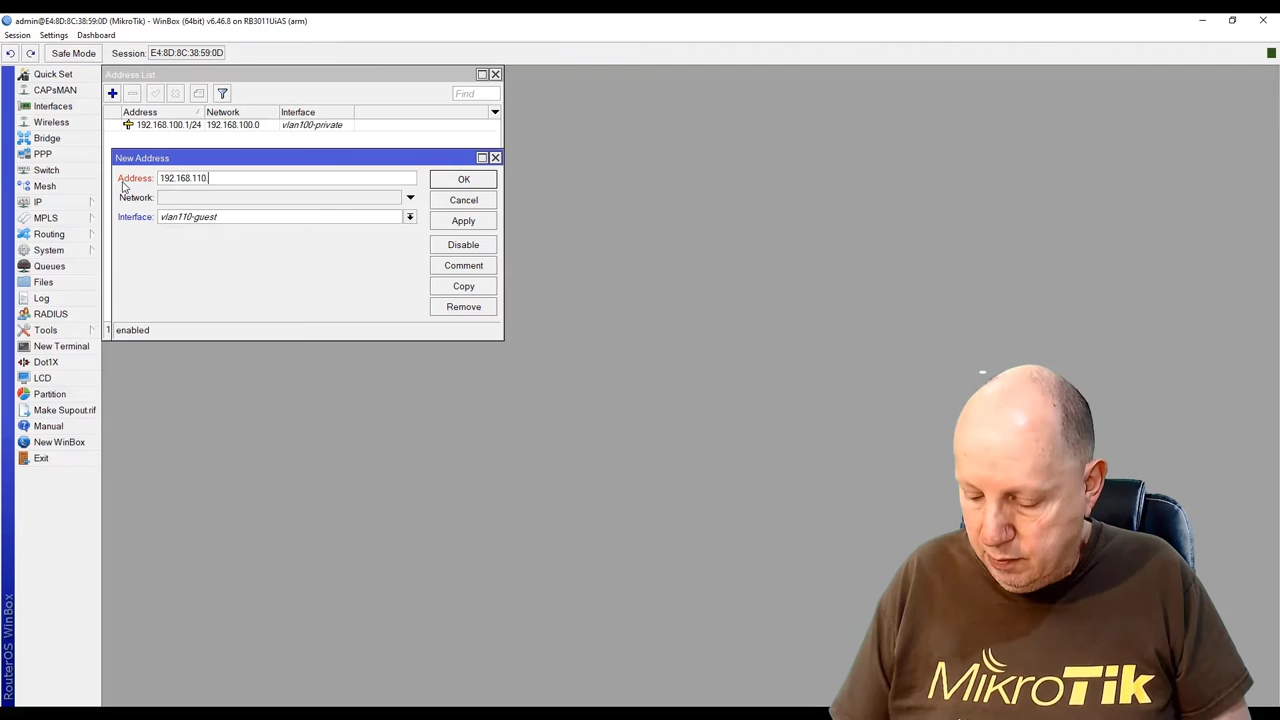 admin@E4:8D:8C:38:59:0D (MikroTik) - WinBox (64bit) v6.46.8 on RB3011UiAS (arm)
Session Settings Dashboard
Safe Mode Session: E4:8D:8C:38:59:0D
Quick Set
CAPsMAN
Interfaces
Wireless
Bridge
PPP
Switch
Mesh
IP
MPLS
Routing
System
Queues
Files
Log
RADIUS
Tools
New Terminal
Dot1X
LCD
Partition
Make Supout.rif
Manual
New WinBox
Exit
RouterOS WinBox
Address List
Find
Address Network Interface
192.168.100.1/24 192.168.100.0 vlan100-private
New Address
Address: 192.168.110.
Network:
Interface: vlan110-guest
OK
Cancel
Apply
Disable
Comment
Copy
Remove
1 enabled
MikroTik